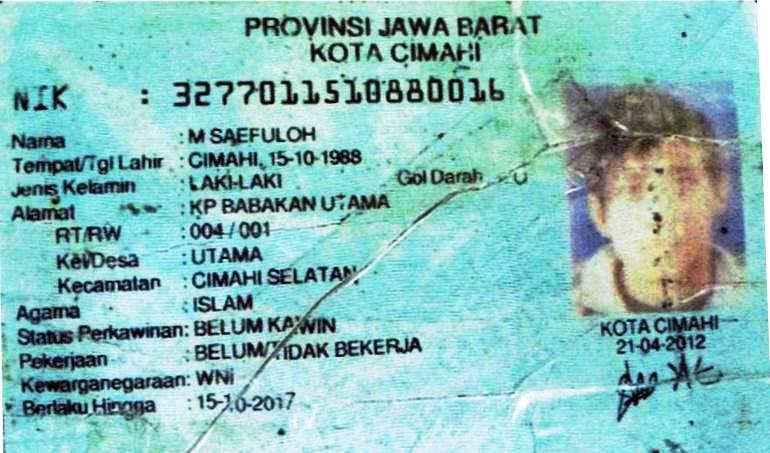 PROVINSI JAWA BARAT
KOTA CIMAHI
NIK : 3277011510880016
Nama : M SAEFULOH
Tempat/Tgl Lahir : CIMAHI, 15-10-1988
Jenis Kelamin : LAKI-LAKI Gol Darah :
Alamat : KP BABAKAN UTAMA
RT/RW : 004 / 001
Kel/Desa : UTAMA
Kecamatan : CIMAHI SELATAN
Agama : ISLAM
Status Perkawinan: BELUM KAWIN
Pekerjaan : BELUM/TIDAK BEKERJA
Kewarganegaraan: WNI
Berlaku Hingga : 15-10-2017
KOTA CIMAHI
21-04-2012